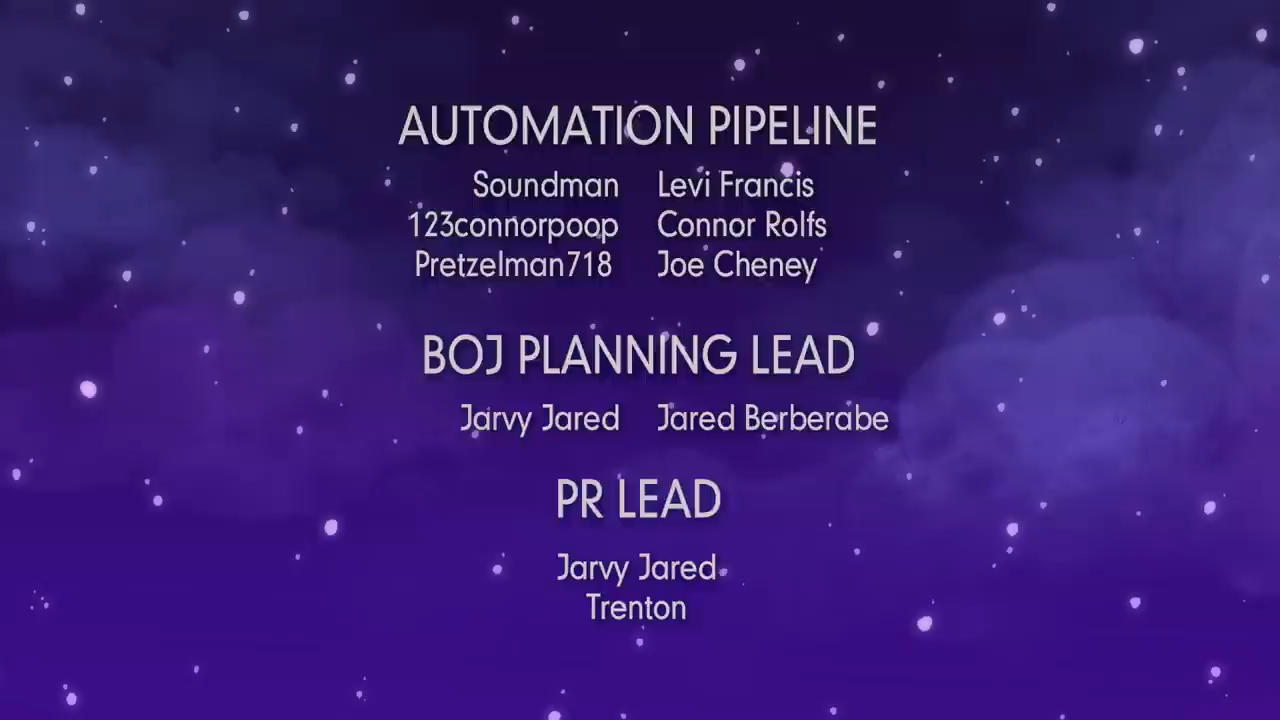 AUTOMATION PIPELINE
Soundman Levi Francis
123connorpoop Connor Rolfs
Pretzelman718 Joe Cheney
BOJ PLANNING LEAD
Jarvy Jared Jared Berberabe
PR LEAD
Jarvy Jared
Trenton